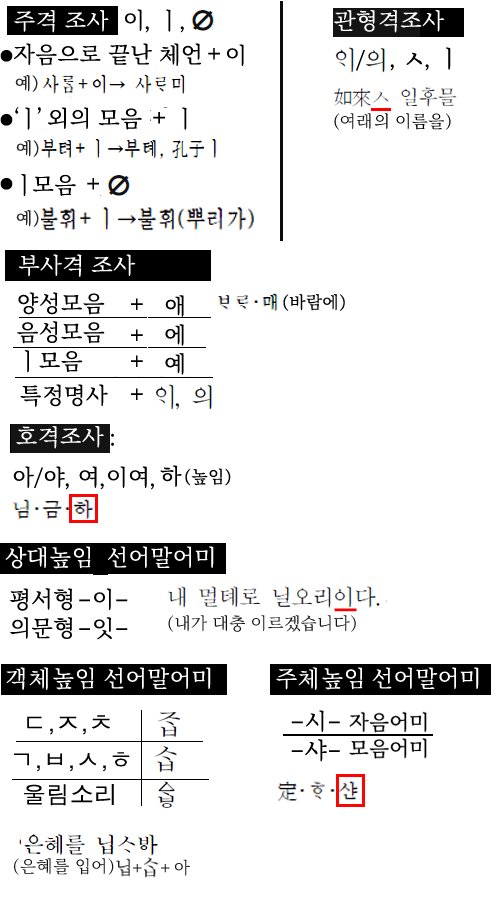 주격 조사 이, ㅣ, ∅
●자음으로 끝난 체언 + 이
예) 사ᄅᆞᆷ + 이→ 사ᄅᆞ미
●‘ㅣ’ 외의 모음 + ㅣ
예)부텨+ ㅣ→부톄, 孔子ㅣ
●ㅣ모음 + ∅
예)불휘+ ㅣ→불휘(뿌리가)
관형격조사
ᄋᆡ/의, ㅅ, ㅣ
如來ㅅ 일후믈
(여래의 이름을)
부사격 조사
양성모음 + 애 ᄇᆞᄅᆞ·매 (바람에)
음성모음 + 에
ㅣ모음 + 예
특정명사 + ᄋᆡ, 의
호격조사:
아/야, 여,이여, 하(높임)
님·금·하
상대높임 선어말어미
평서형 –이–
의문형 –잇–
내 멀톄로 닐오리이다.
(내가 대충 이르겠습니다)
객체높임 선어말어미
ㄷ,ㅈ,ㅊ ᄌᆞᆸ
ㄱ,ㅂ,ㅅ,ㅎ ᄉᆞᆸ
울림소리 ᅀᆞᆸ
'은혜를 닙ᄉᆞᄫᅡ
(은혜를 입어)닙+ᄉᆞᆸ+ 아
주체높임 선어말어미
–시– 자음어미
–샤– 모음어미
定·ᄒᆞ·샨